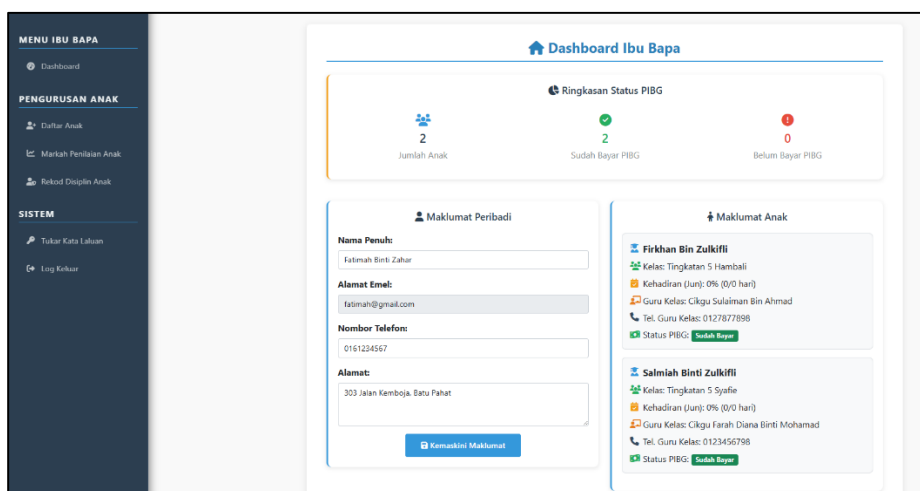 MENU IBU BAPA
Dashboard
PENGURUSAN ANAK
Daftar Anak
Markah Penilaian Anak
Rekod Disiplin Anak
SISTEM
Tukar Kata Laluan
Log Keluar
Dashboard Ibu Bapa
Ringkasan Status PIBG
2
Jumlah Anak
2
Sudah Bayar PIBG
0
Belum Bayar PIBG
Maklumat Peribadi
Nama Penuh:
Fatimah Binti Zahar
Alamat Emel:
fatimah@gmail.com
Nombor Telefon:
0161234567
Alamat:
303 Jalan Kemboja, Batu Pahat
Kemaskini Maklumat
Maklumat Anak
Firkhan Bin Zulkifli
Kelas: Tingkatan 5 Hambali
Kehadiran (Jun): 0% (0/0 hari)
Guru Kelas: Cikgu Sulaiman Bin Ahmad
Tel. Guru Kelas: 0127877898
Status PIBG: Sudah Bayar
Salmiah Binti Zulkifli
Kelas: Tingkatan 5 Syafie
Kehadiran (Jun): 0% (0/0 hari)
Guru Kelas: Cikgu Farah Diana Binti Mohamad
Tel. Guru Kelas: 0123456798
Status PIBG: Sudah Bayar